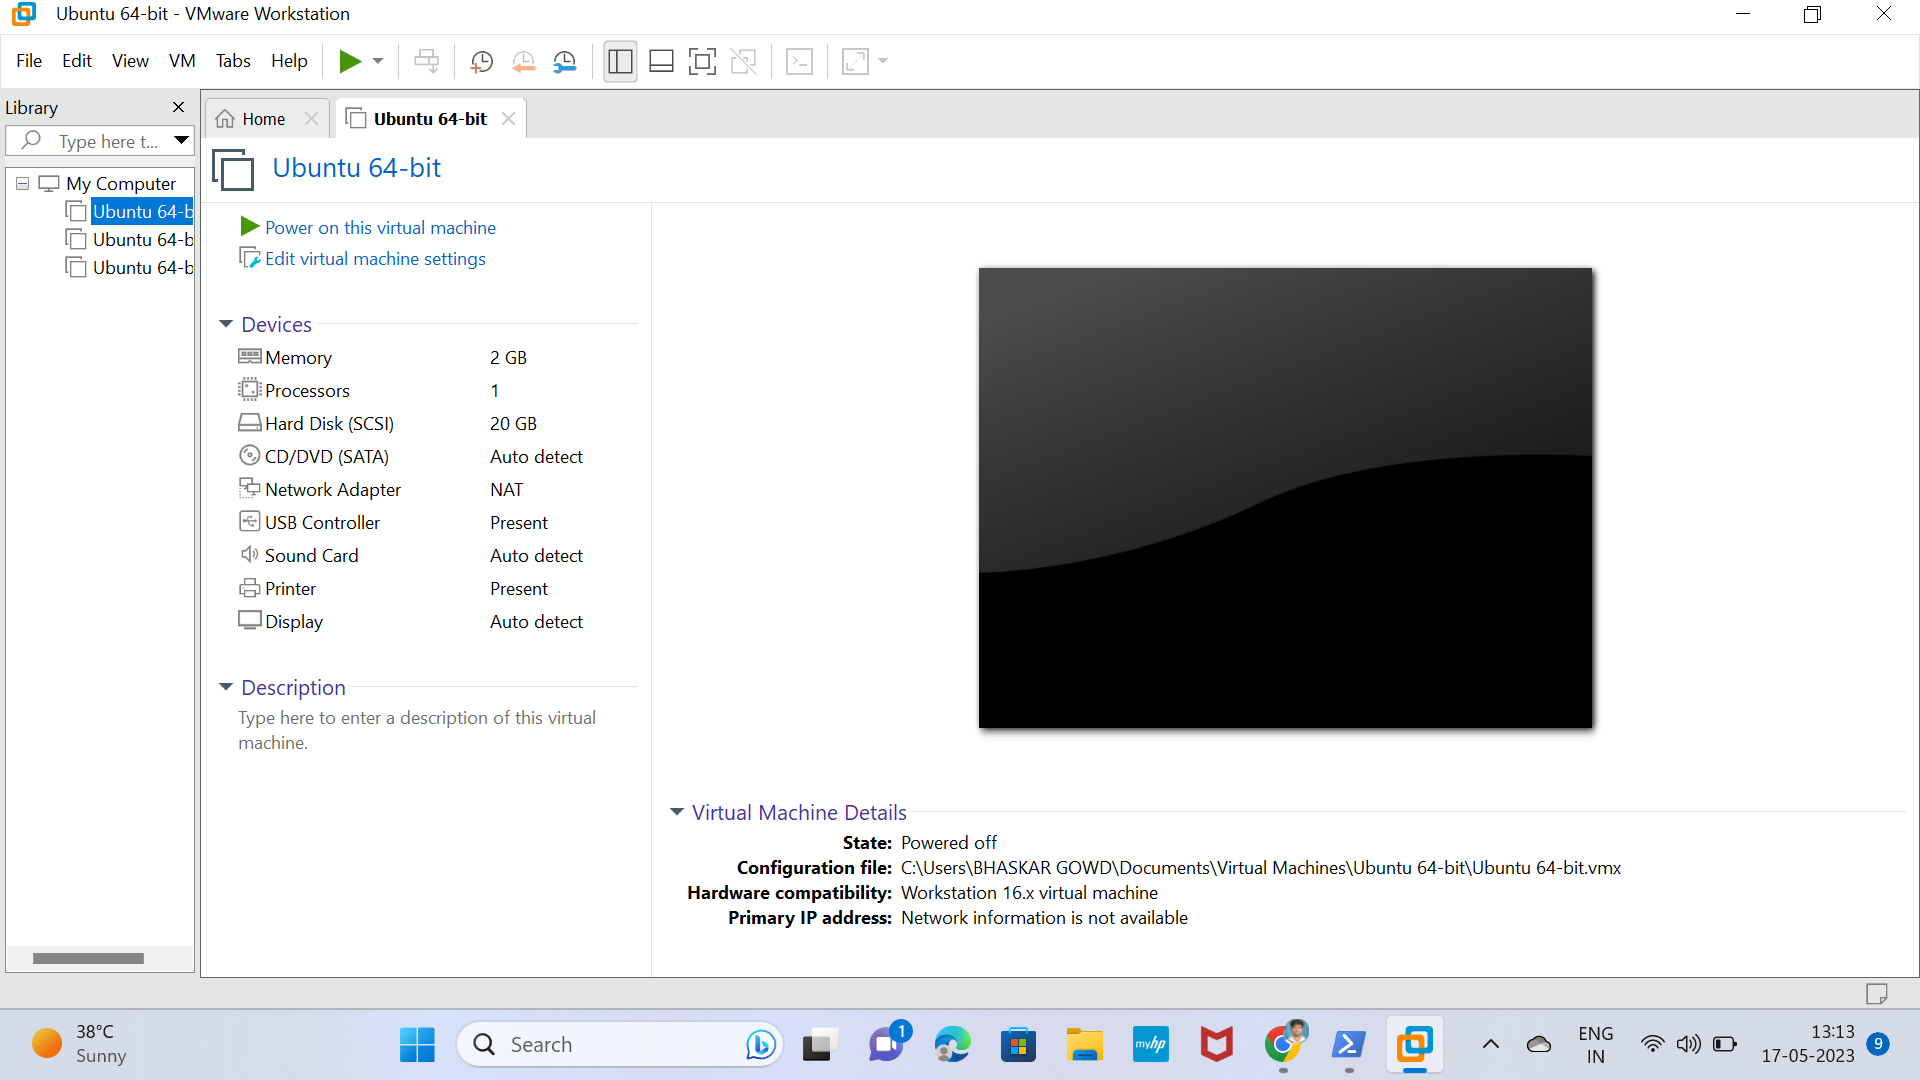 Ubuntu 64-bit - VMware Workstation
File Edit View VM Tabs Help
Library
Type here t...
My Computer
Ubuntu 64-b
Ubuntu 64-b
Ubuntu 64-b
Home
Ubuntu 64-bit
Ubuntu 64-bit
Power on this virtual machine
Edit virtual machine settings
Devices
Memory 2 GB
Processors 1
Hard Disk (SCSI) 20 GB
CD/DVD (SATA) Auto detect
Network Adapter NAT
USB Controller Present
Sound Card Auto detect
Printer Present
Display Auto detect
Description
Type here to enter a description of this virtual
machine.
Virtual Machine Details
State: Powered off
Configuration file: C:\Users\BHASKAR GOWD\Documents\Virtual Machines\Ubuntu 64-bit\Ubuntu 64-bit.vmx
Hardware compatibility: Workstation 16.x virtual machine
Primary IP address: Network information is not available
38°C
Sunny
Search
1
myhp
ENG
IN
13:13
17-05-2023
9